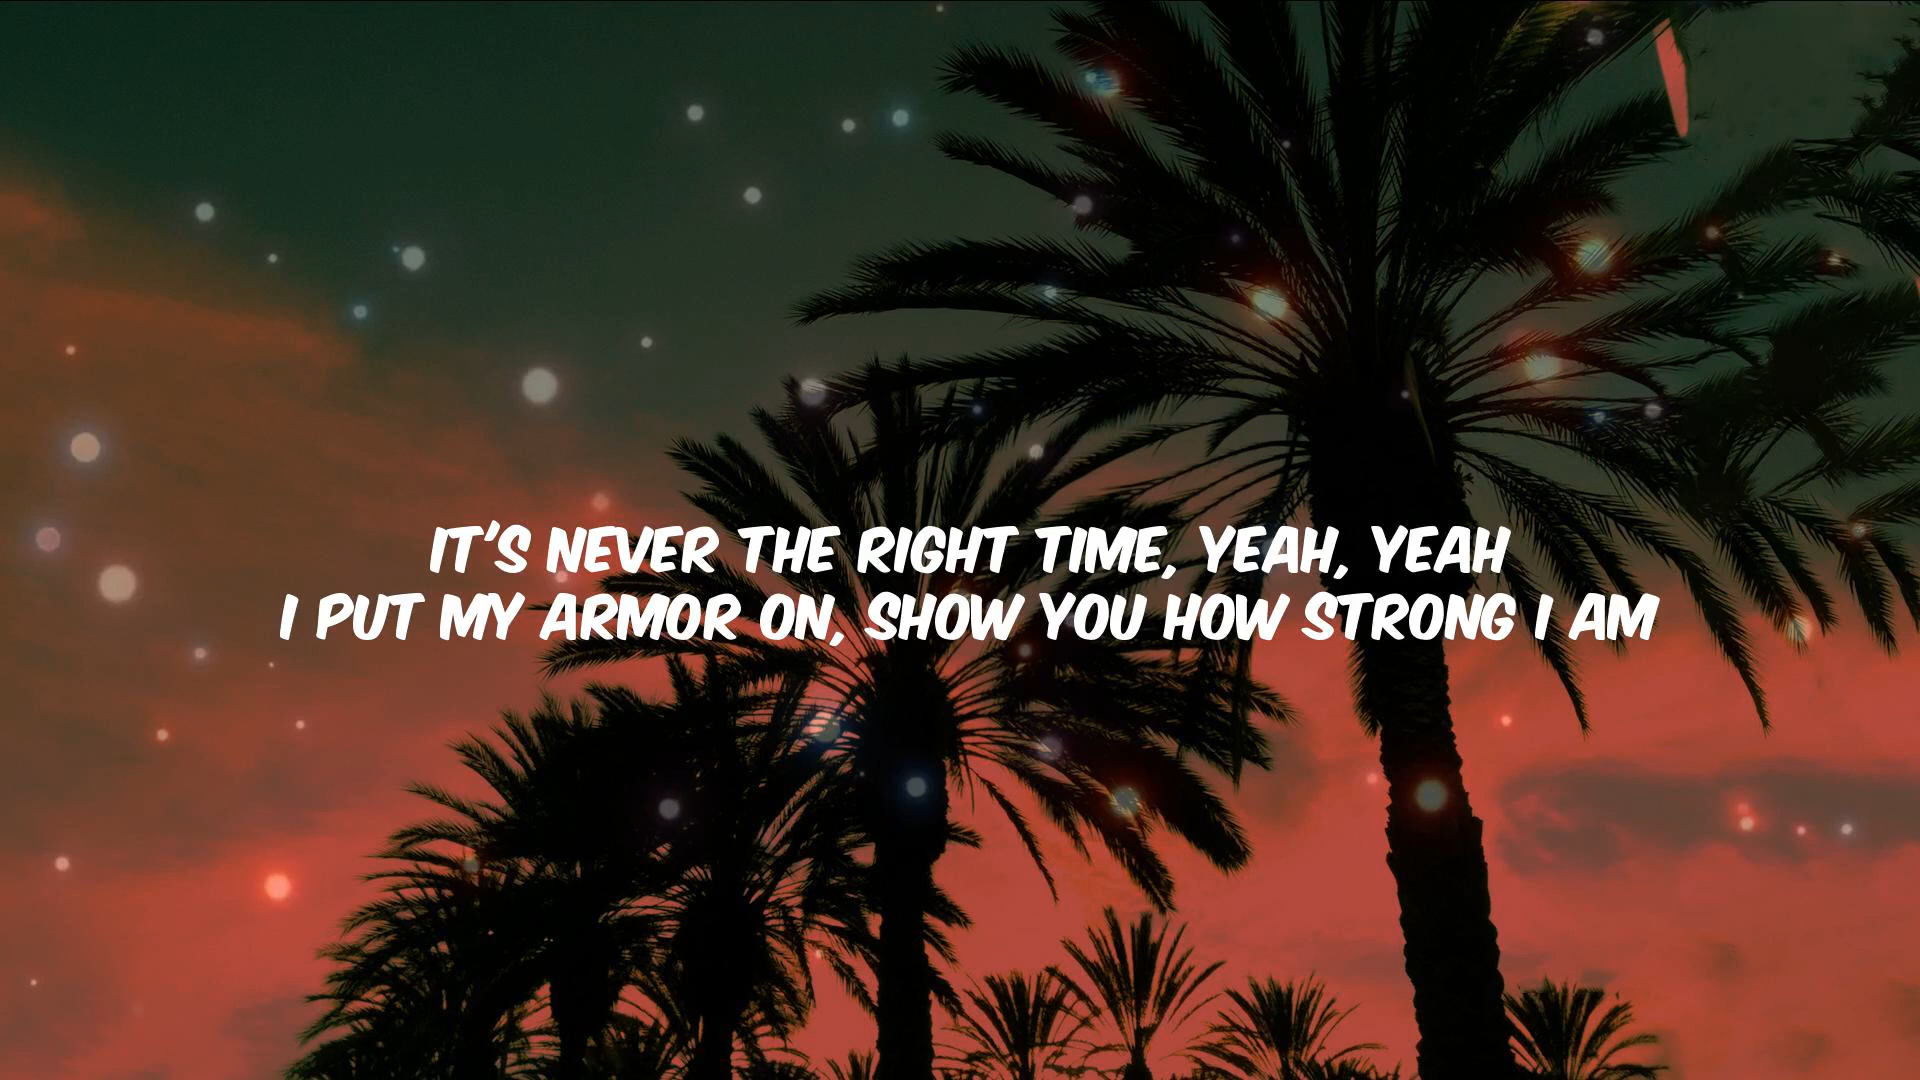 IT'S NEVER THE RIGHT TIME, YEAH, YEAH
I PUT MY ARMOR ON, SHOW YOU HOW STRONG I AM